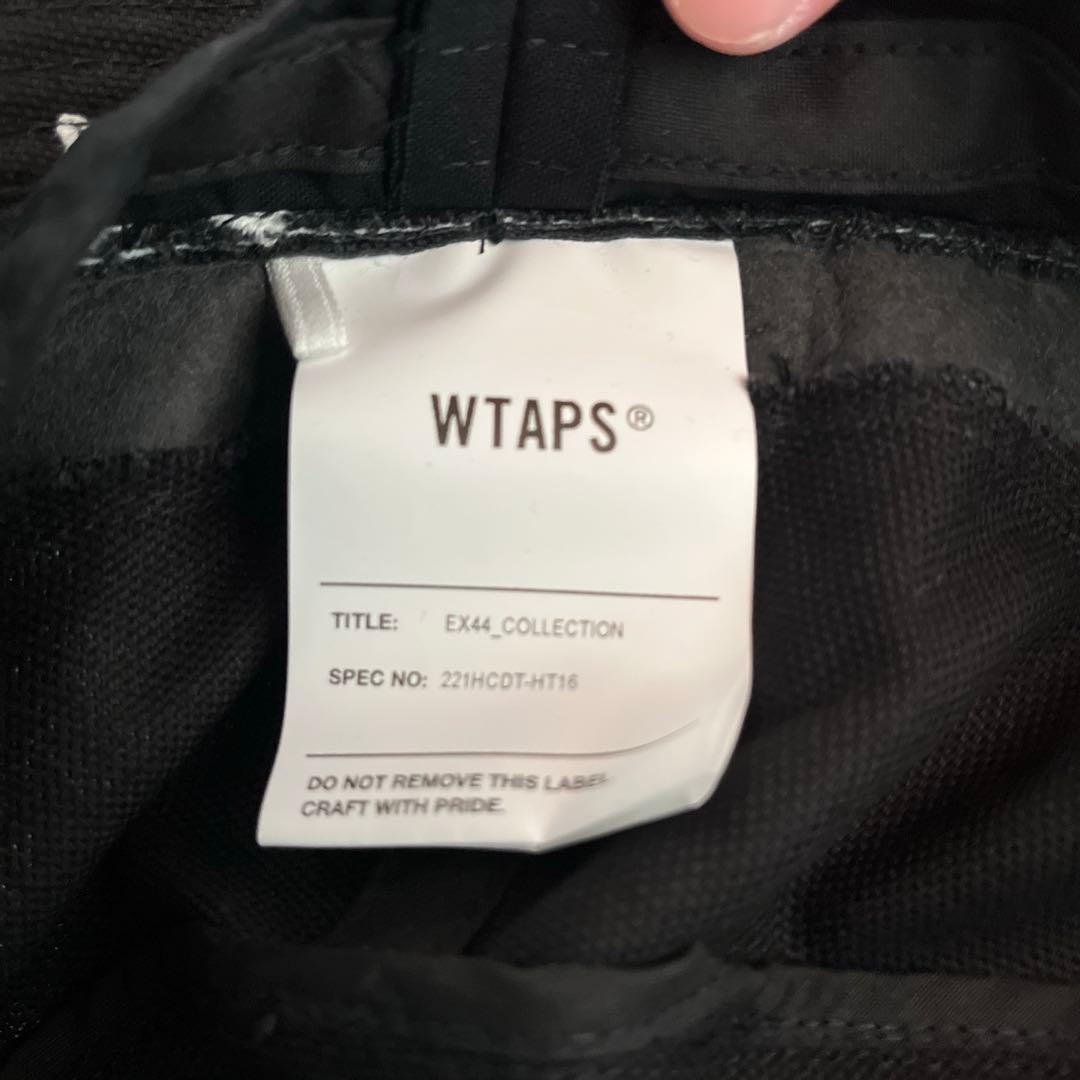 WTAPS®
TITLE: EX44_COLLECTION
SPEC NO: 221HCDT-HT16
DO NOT REMOVE THIS LABEL
CRAFT WITH PRIDE.